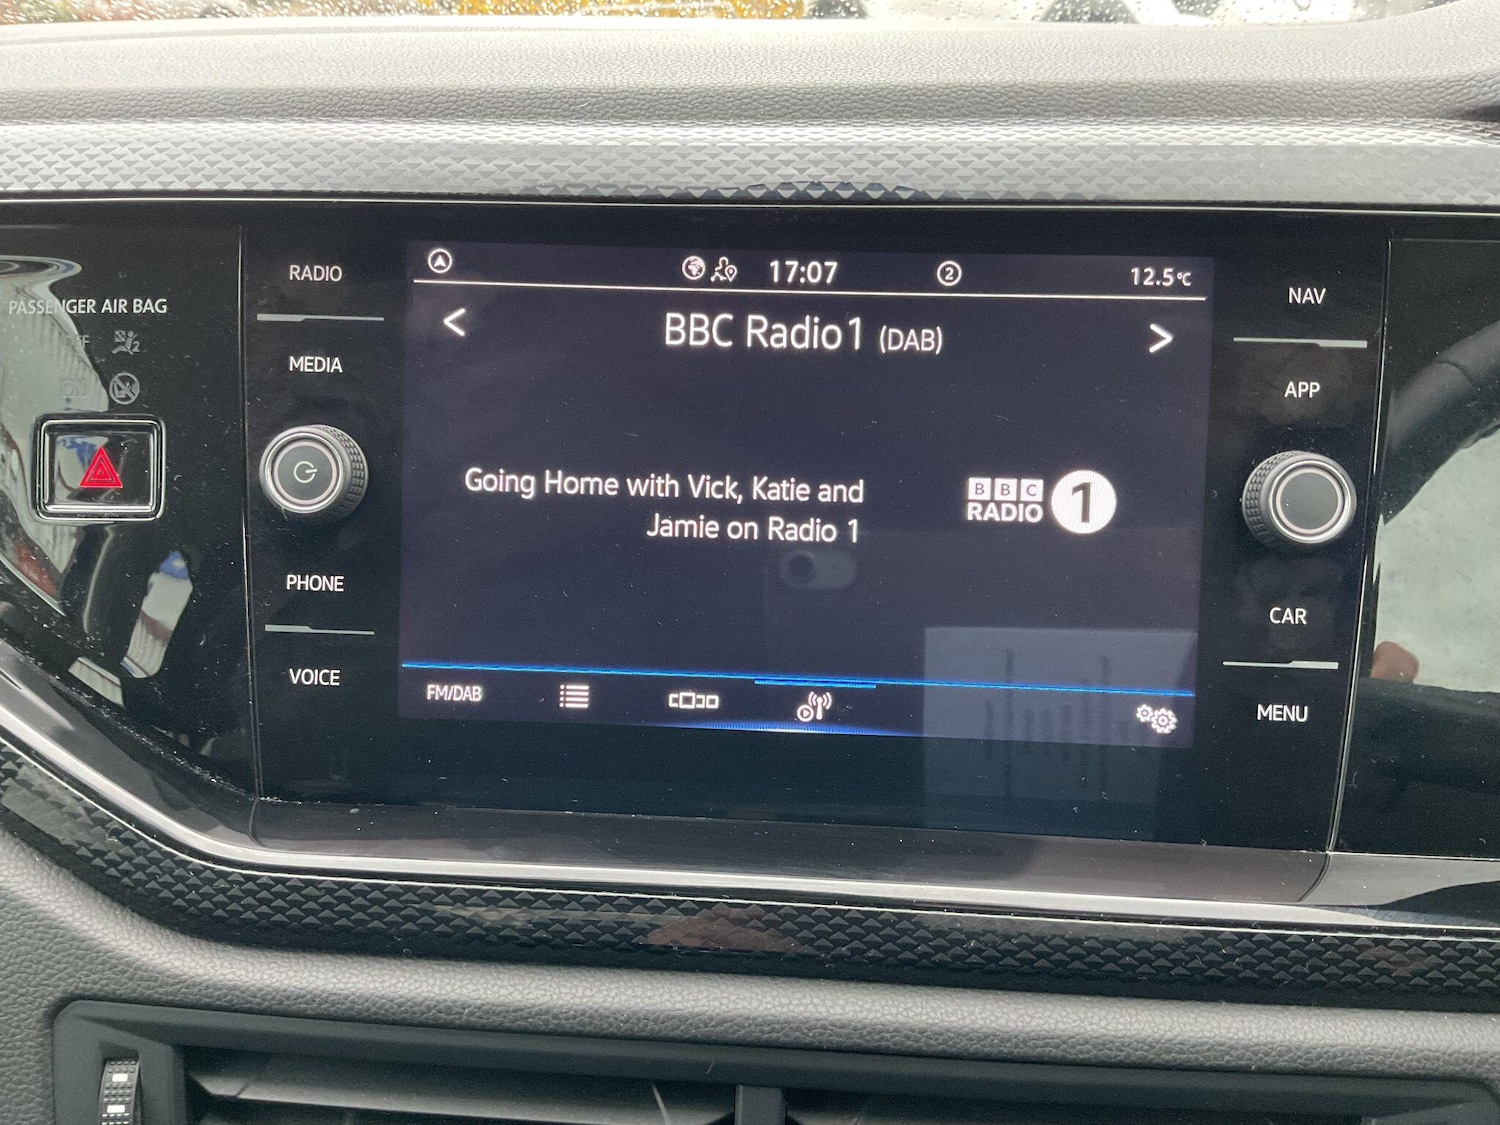 PASSENGER AIR BAG
RADIO
MEDIA
PHONE
VOICE
17:07
2
12.5°C
BBC Radio1 (DAB)
Going Home with Vick, Katie and
Jamie on Radio 1
BBC
RADIO 1
FM/DAB
NAV
APP
CAR
MENU